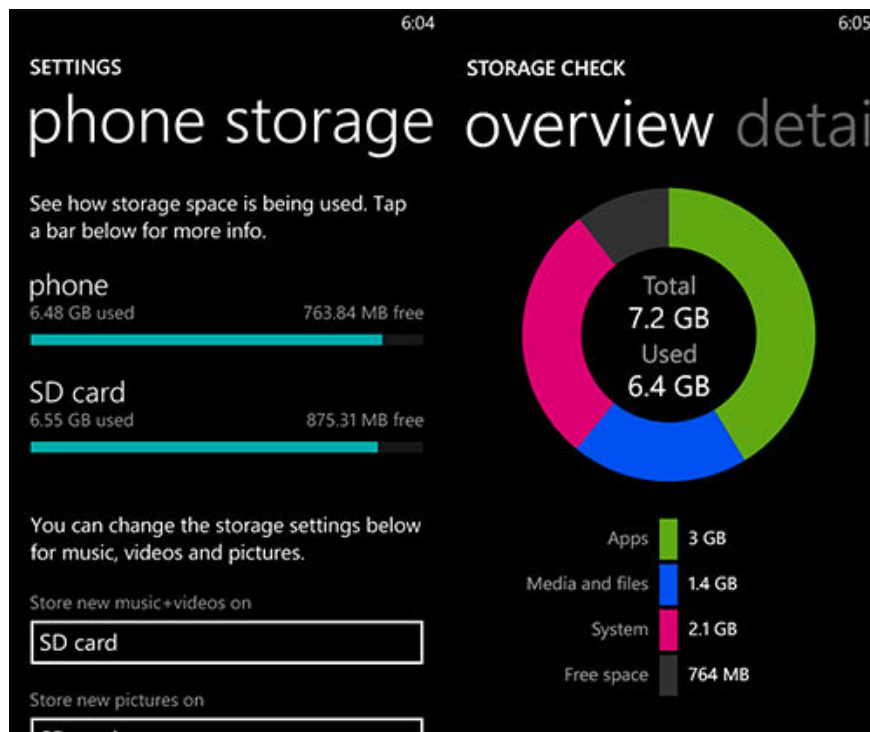 6:04
SETTINGS
phone storage
See how storage space is being used. Tap
a bar below for more info.
phone
6.48 GB used 763.84 MB free
SD card
6.55 GB used 875.31 MB free
You can change the storage settings below
for music, videos and pictures.
Store new music+videos on
SD card
Store new pictures on
6:05
STORAGE CHECK
overview detai
Total
7.2 GB
Used
6.4 GB
Apps 3 GB
Media and files 1.4 GB
System 2.1 GB
Free space 764 MB